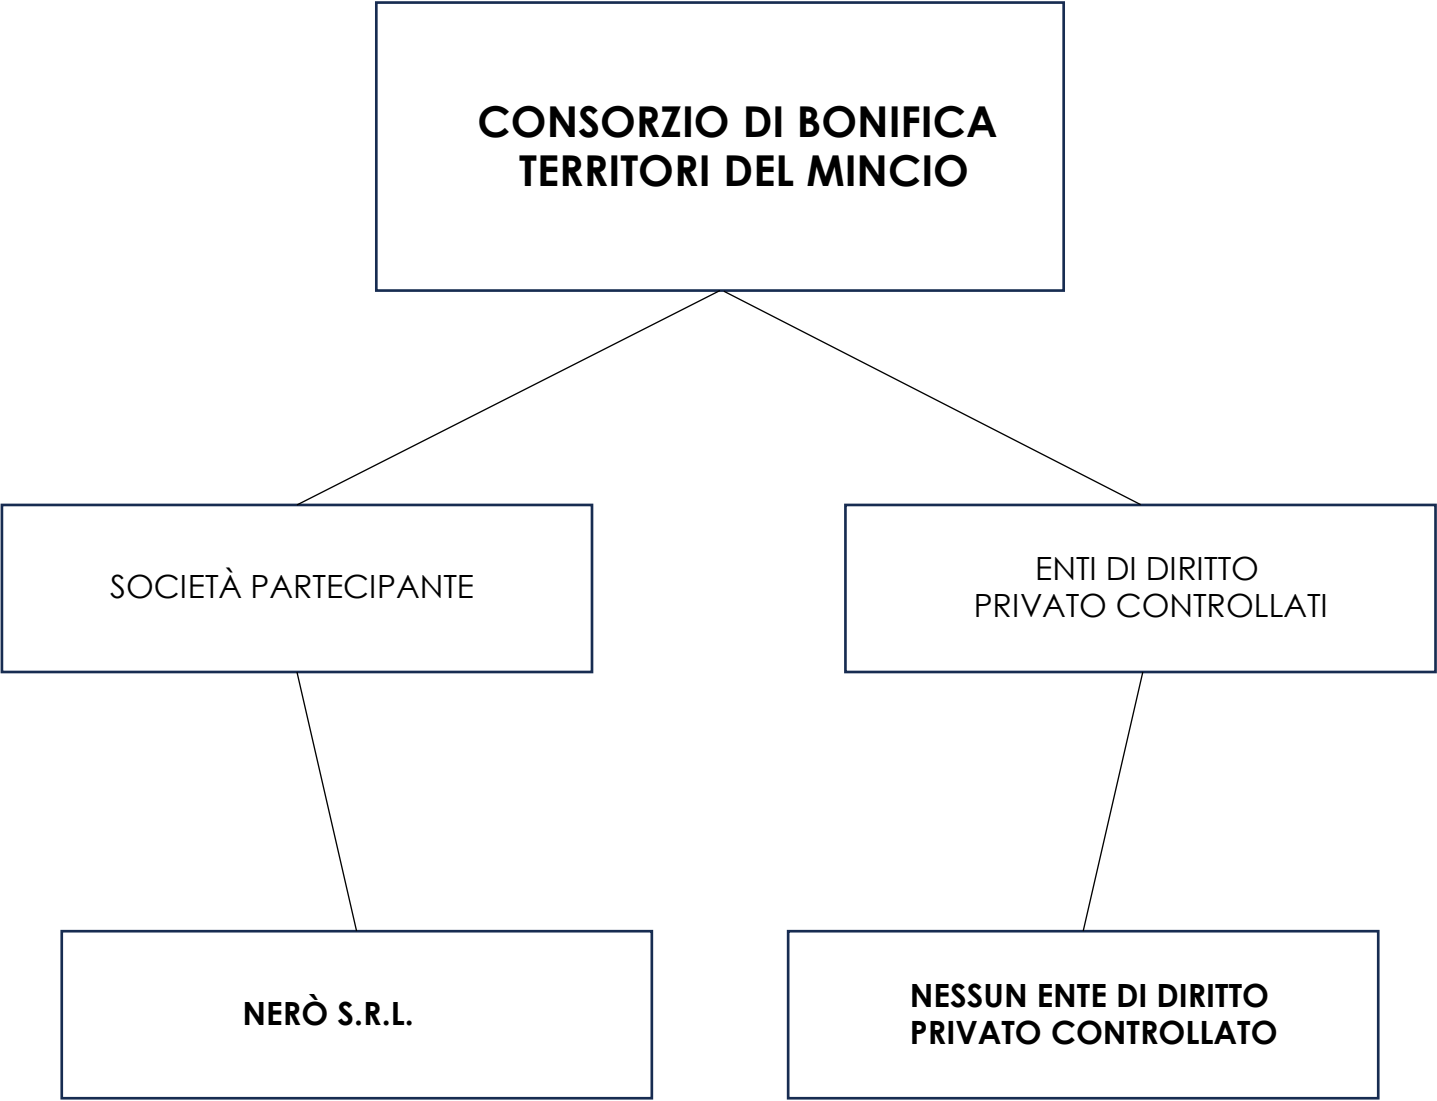 CONSORZIO DI BONIFICA
TERRITORI DEL MINCIO
SOCIETÀ PARTECIPANTE
ENTI DI DIRITTO
PRIVATO CONTROLLATI
NERÒ S.R.L.
NESSUN ENTE DI DIRITTO
PRIVATO CONTROLLATO